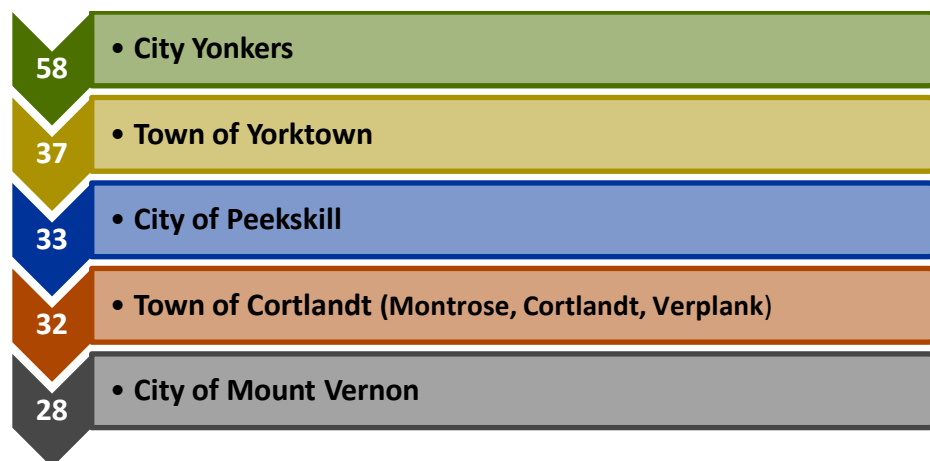 58 • City Yonkers
37 • Town of Yorktown
33 • City of Peekskill
32 • Town of Cortlandt (Montrose, Cortlandt, Verplank)
28 • City of Mount Vernon